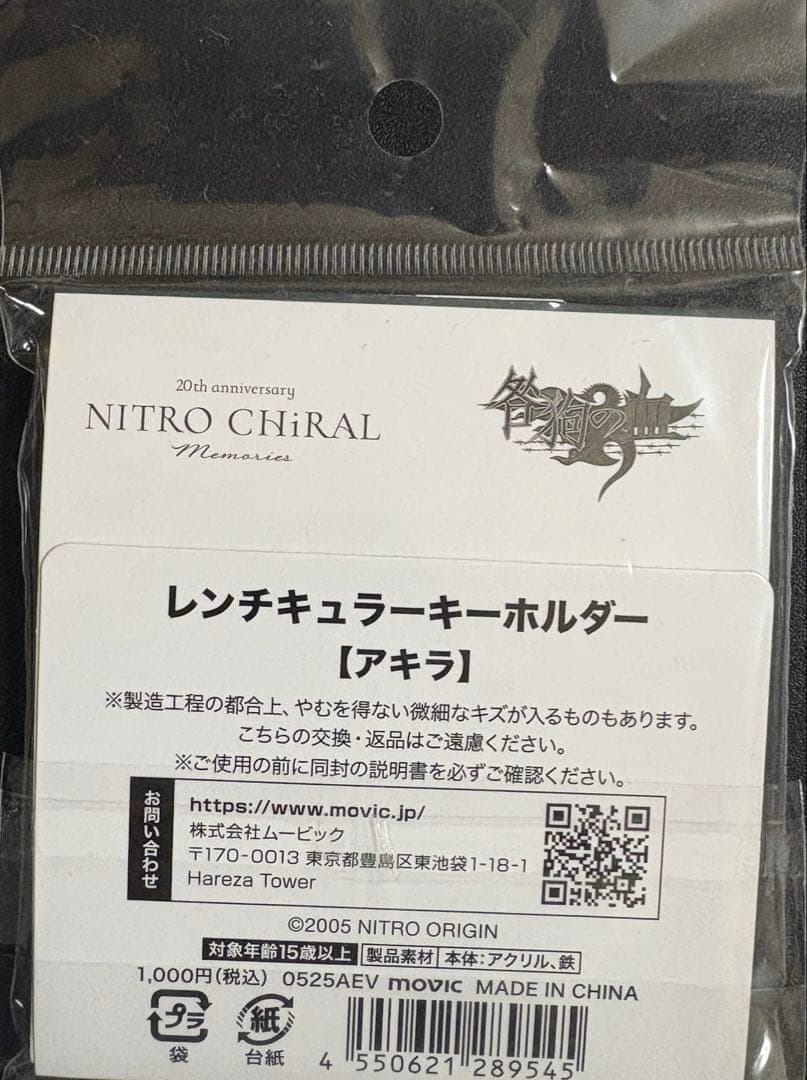 20th anniversary
NITRO CHiRAL
Memories
咎狗の血
レンチキュラーキーホルダー
【アキラ】
※製造工程の都合上、やむを得ない微細なキズが入るものもあります。
こちらの交換・返品はご遠慮ください。
※ご使用の前に同封の説明書を必ずご確認ください。
お問い合わせ
https://www.movic.jp/
株式会社ムービック
〒170-0013 東京都豊島区東池袋1-18-1
Hareza Tower
©2005 NITRO ORIGIN
対象年齢15歳以上 製品素材 本体:アクリル、鉄
1,000円(税込) 0525AEV movic MADE IN CHINA
プラ
袋
紙
台紙
4 550621 289545